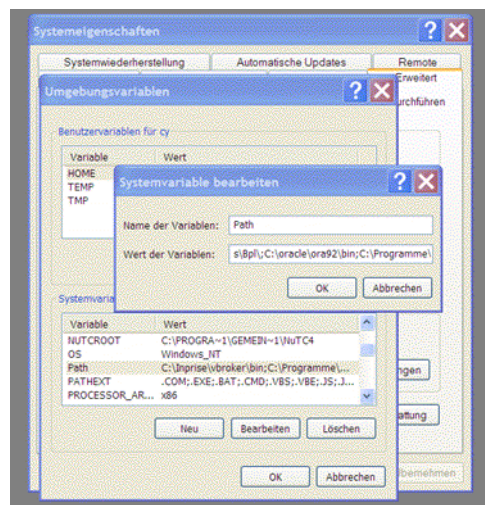 Systemeigenschaften
Systemwiederherstellung Automatische Updates Remote
Erweitert
Umgebungsvariablen
urchführen
Benutzervariablen für cy
Variable Wert
HOME
TEMP
TMP
Systemvariable bearbeiten
Name der Variablen: Path
Wert der Variablen: s\Bpl\;C:\oracle\ora92\bin;C:\Programme\
OK Abbrechen
Systemvaria
Variable Wert
NUTCROOT C:\PROGRA~1\GEMEIN~1\NuTC4
OS Windows_NT
Path C:\Inprise\vbroker\bin;C:\Programme\...
PATHEXT .COM;.EXE;.BAT;.CMD;.VBS;.VBE;.JS;.J...
PROCESSOR_AR... x86
ngen
Neu Bearbeiten Löschen
attung
OK Abbrechen
bernehmen